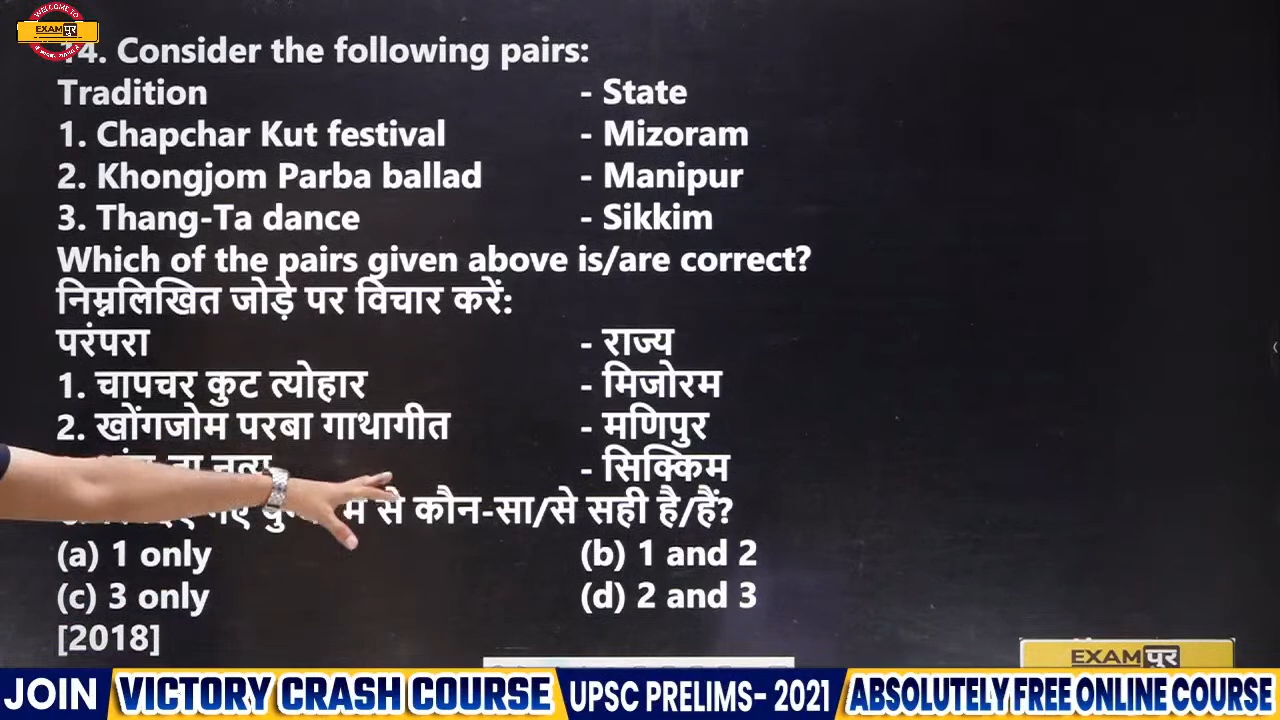 WELCOME TO
EXAMपुर
14. Consider the following pairs:
Tradition - State
1. Chapchar Kut festival - Mizoram
2. Khongjom Parba ballad - Manipur
3. Thang-Ta dance - Sikkim
Which of the pairs given above is/are correct?
निम्नलिखित जोड़े पर विचार करें:
परंपरा - राज्य
1. चापचर कुट त्योहार - मिजोरम
2. खोंगजोम परबा गाथागीत - मणिपुर
नृत्य - सिक्किम
से कौन-सा/से सही है/हैं?
(a) 1 only (b) 1 and 2
(c) 3 only (d) 2 and 3
[2018]
EXAMपुर
JOIN VICTORY CRASH COURSE UPSC PRELIMS- 2021 ABSOLUTELY FREE ONLINE COURSE